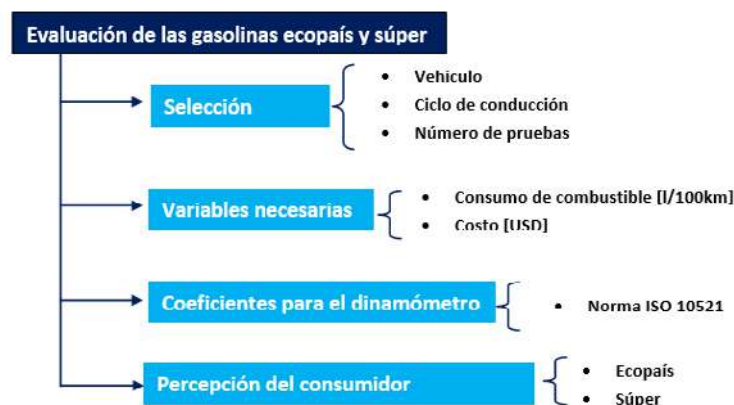 Evaluación de las gasolinas ecopaís y súper
Selección
• Vehiculo
• Ciclo de conducción
• Número de pruebas
Variables necesarias
• Consumo de combustible [l/100km]
• Costo [USD]
Coeficientes para el dinamómetro
• Norma ISO 10521
Percepción del consumidor
• Ecopaís
• Súper